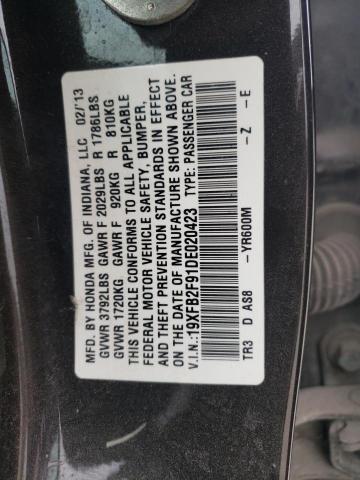 MFD. BY HONDA MFG. OF INDIANA, LLC 02/'13
GVWR 3792LBS GAWR F 2029LBS R 1786LBS
GVWR 1720KG GAWR F 920KG R 810KG
THIS VEHICLE CONFORMS TO ALL APPLICABLE
FEDERAL MOTOR VEHICLE SAFETY, BUMPER,
AND THEFT PREVENTION STANDARDS IN EFFECT
ON THE DATE OF MANUFACTURE SHOWN ABOVE.
V.I.N.:19XFB2F91DE020423 TYPE:PASSENGER CAR
TR3 D AS8 -YR600M -Z -E